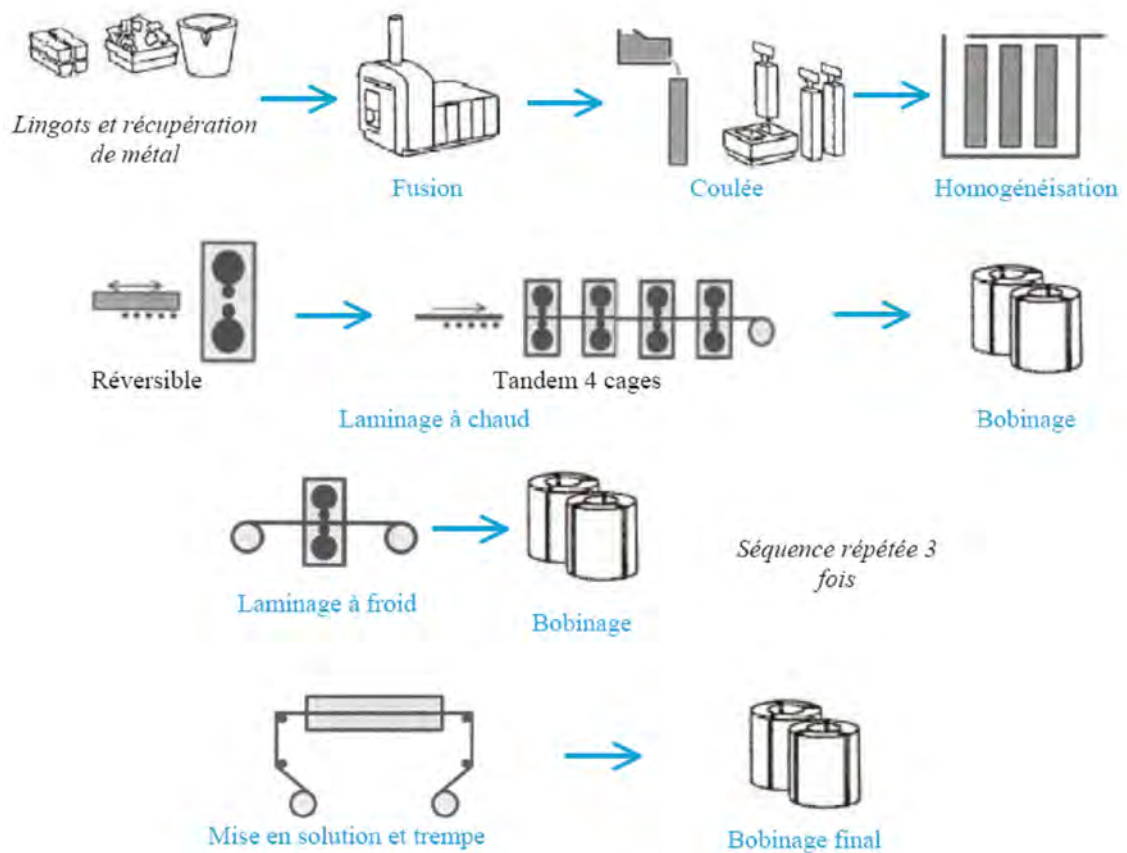 Lingots et récupération
de métal
Fusion
Coulée
Homogénéisation
Réversible
Tandem 4 cages
Laminage à chaud
Bobinage
Laminage à froid
Bobinage
Séquence répétée 3
fois
Mise en solution et trempe
Bobinage final